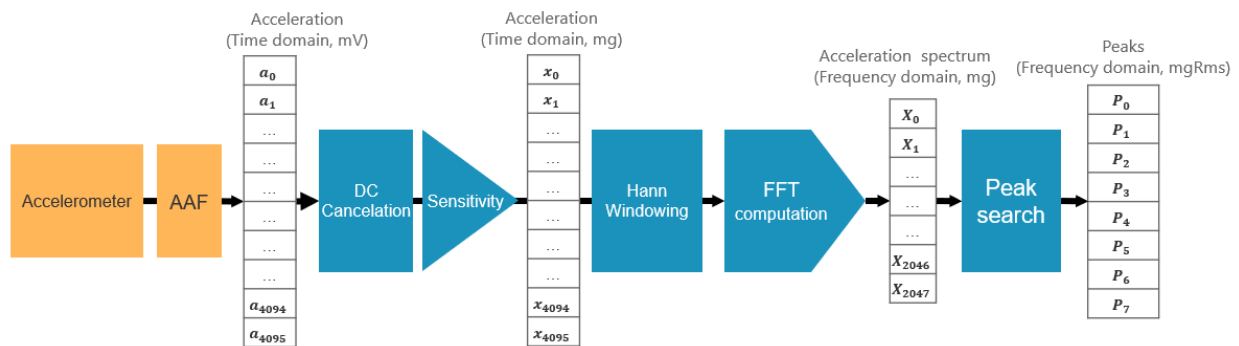 Acceleration
(Time domain, mV)
Acceleration
(Time domain, mg)
Acceleration spectrum
(Frequency domain, mg)
Peaks
(Frequency domain, mgRms)
Accelerometer
AAF
a0
a1
...
...
...
...
...
...
a4094
a4095
DC
Cancelation
Sensitivity
x0
x1
...
...
...
...
...
...
x4094
x4095
Hann
Windowing
FFT
computation
X0
X1
...
...
...
X2046
X2047
Peak
search
P0
P1
P2
P3
P4
P5
P6
P7